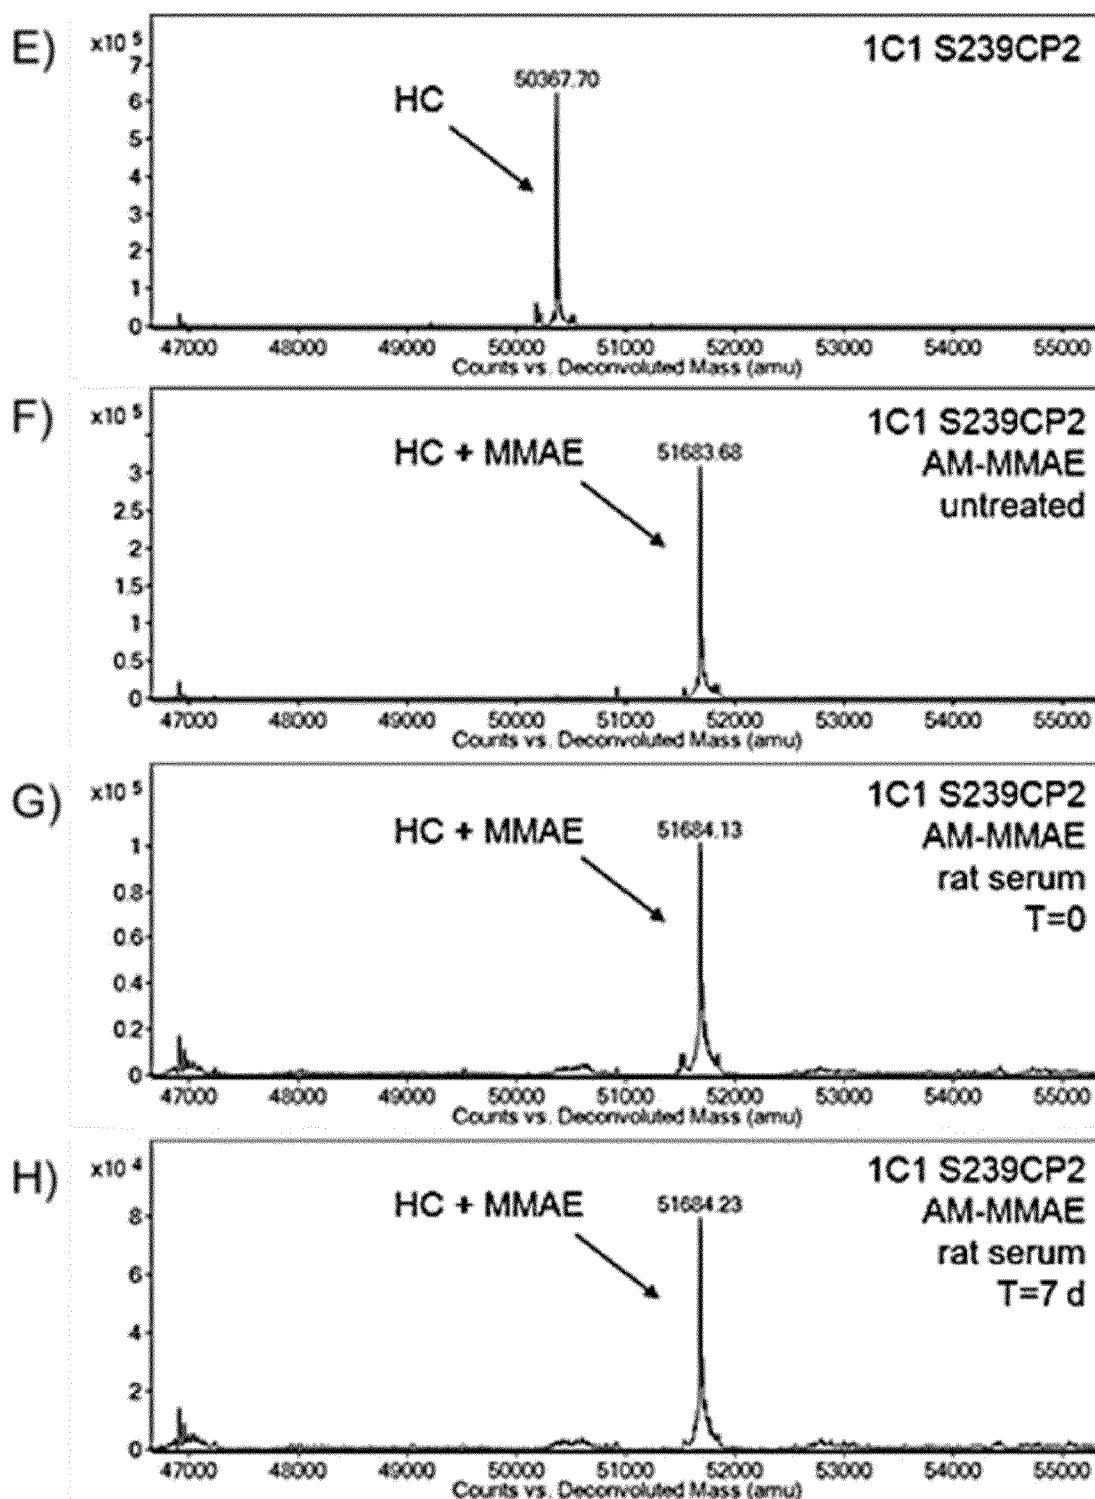 E)
x10 5
1C1 S239CP2
7
50367.70
HC
6
5
4
3
2
1
0
47000 48000 49000 50000 51000 52000 53000 54000 55000
Counts vs. Deconvoluted Mass (amu)
F)
x10 5
1C1 S239CP2
HC + MMAE
51683.68
AM-MMAE
3
untreated
2.5
2
1.5
1
0.5
0
47000 48000 49000 50000 51000 52000 53000 54000 55000
Counts vs. Deconvoluted Mass (amu)
G)
x10 5
1C1 S239CP2
HC + MMAE
51684.13
AM-MMAE
1
rat serum
0.8
T=0
0.6
0.4
0.2
0
47000 48000 49000 50000 51000 52000 53000 54000 55000
Counts vs. Deconvoluted Mass (amu)
H)
x10 4
1C1 S239CP2
HC + MMAE
51684.23
AM-MMAE
8
rat serum
6
T=7 d
4
2
0
47000 48000 49000 50000 51000 52000 53000 54000 55000
Counts vs. Deconvoluted Mass (amu)